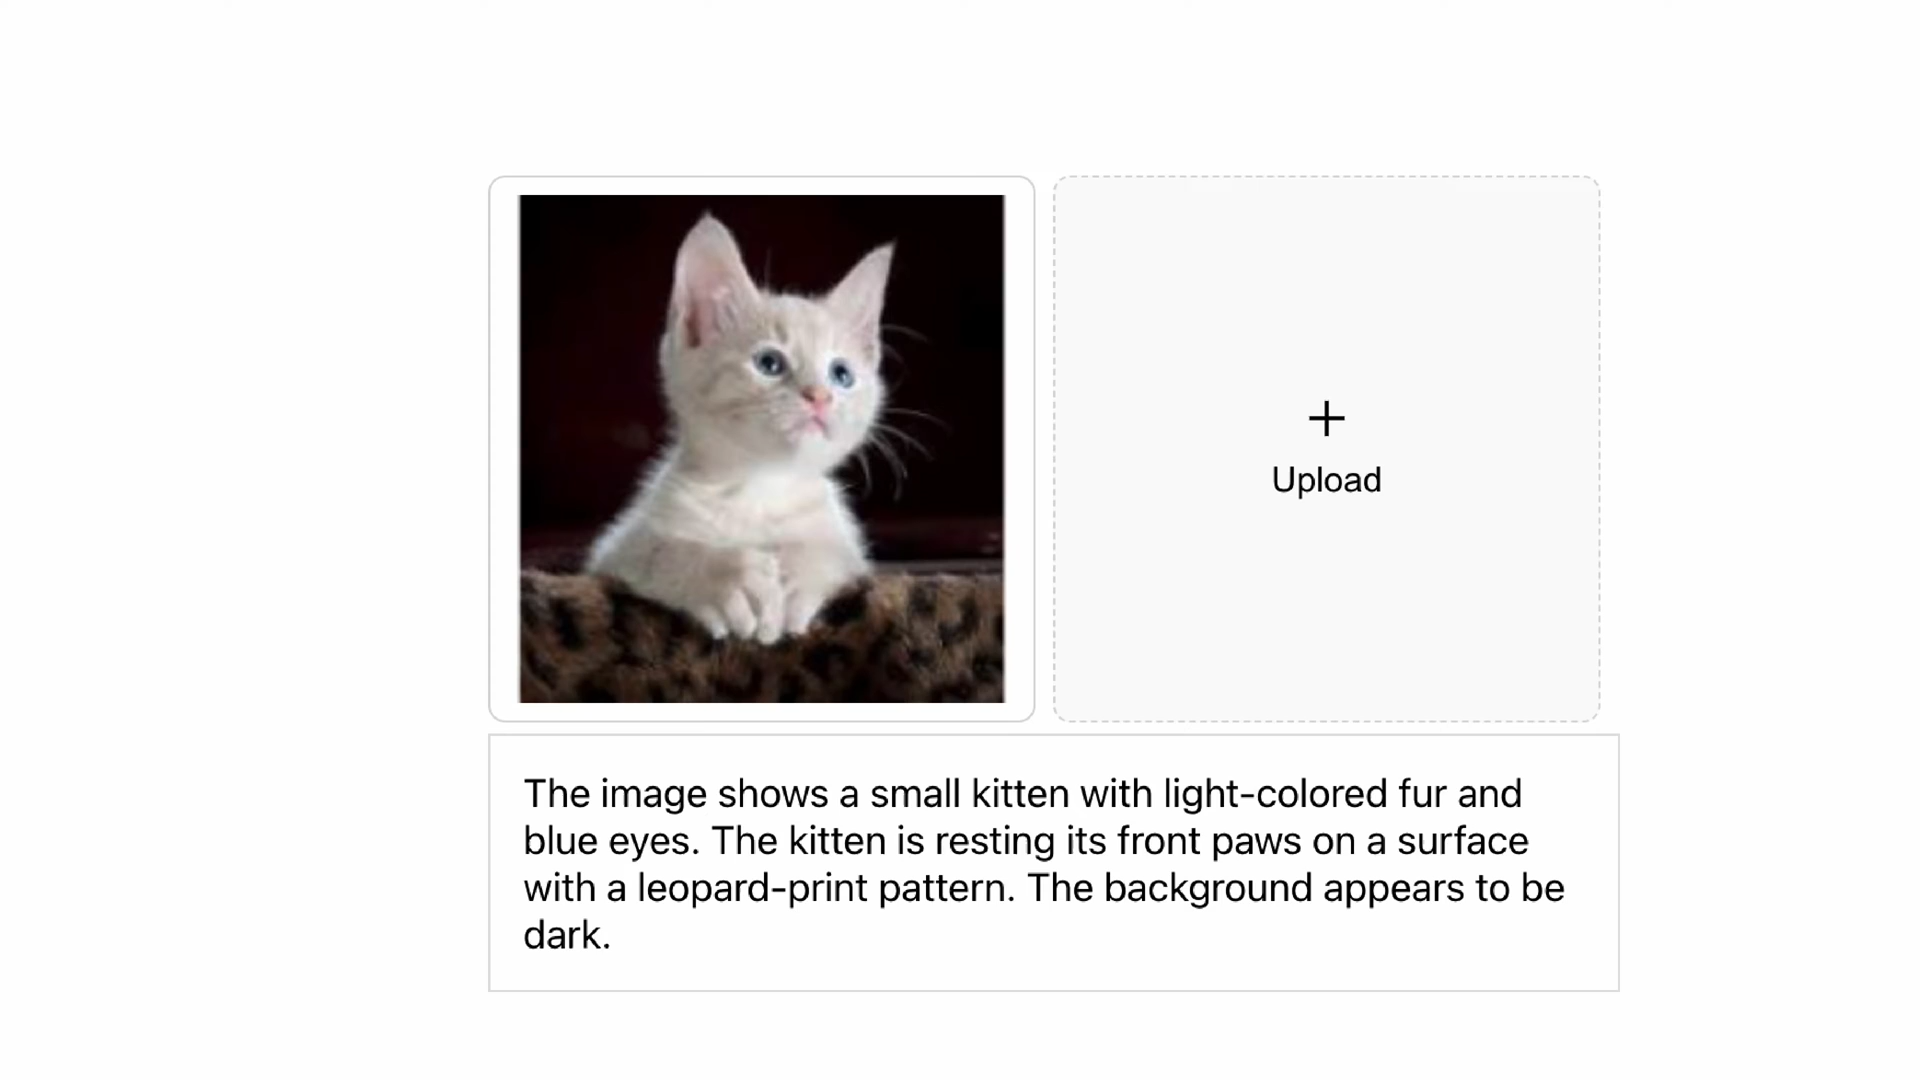 Upload
The image shows a small kitten with light-colored fur and
blue eyes. The kitten is resting its front paws on a surface
with a leopard-print pattern. The background appears to be
dark.